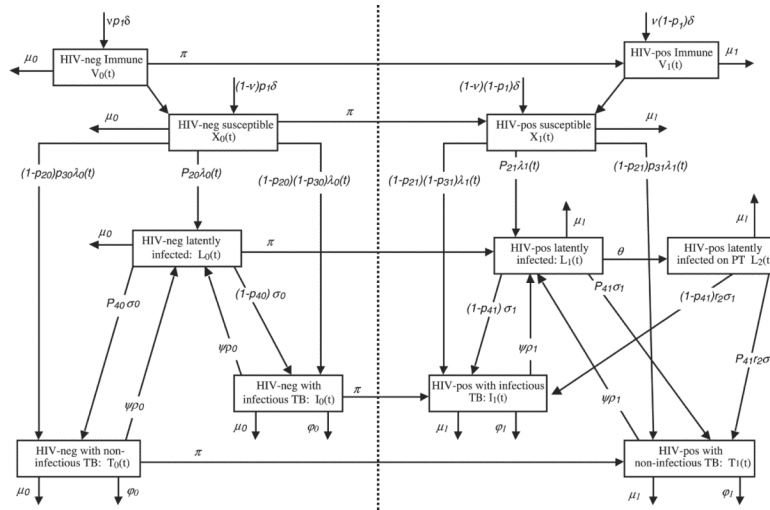 νp₁δ
ν(1-p₁)δ
HIV-neg Immune
V₀(t)
HIV-pos Immune
V₁(t)
μ₀
π
μ₁
(1-ν)p₁δ
(1-ν)(1-p₁)δ
HIV-neg susceptible
X₀(t)
HIV-pos susceptible
X₁(t)
μ₀
π
μ₁
(1-p₂₀)p₃₀λ₀(t)
P₂₀λ₀(t)
(1-p₂₀)(1-p₃₀)λ₀(t)
(1-p₂₁)(1-p₃₁)λ₁(t)
P₂₁λ₁(t)
(1-p₂₁)p₃₁λ₁(t)
μ₁
μ₁
HIV-neg latently
infected: L₀(t)
HIV-pos latently
infected: L₁(t)
HIV-pos latently
infected on PT L₂(t)
μ₀
π
θ
P₄₀σ₀
(1-p₄₀)σ₀
(1-p₄₁)σ₁
P₄₁σ₁
(1-p₄₁)r₂σ₁
ψρ₀
ψρ₀
ψρ₁
ψρ₁
P₄₁r₂σ
HIV-neg with
infectious TB: I₀(t)
HIV-pos with infectious
TB: I₁(t)
π
μ₀
φ₀
μ₁
φ₁
HIV-neg with non-
infectious TB: T₀(t)
HIV-pos with
non-infectious TB: T₁(t)
π
μ₀
φ₀
μ₁
φ₁